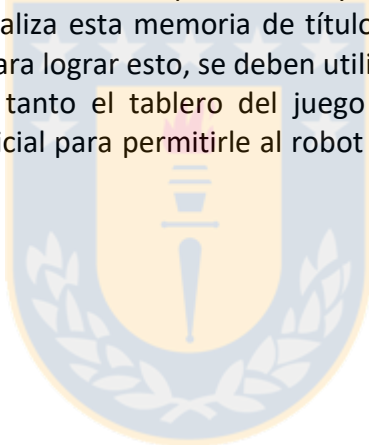 aliza esta memoria de título
ara lograr esto, se deben utili
tanto el tablero del juego
icial para permitirle al robot